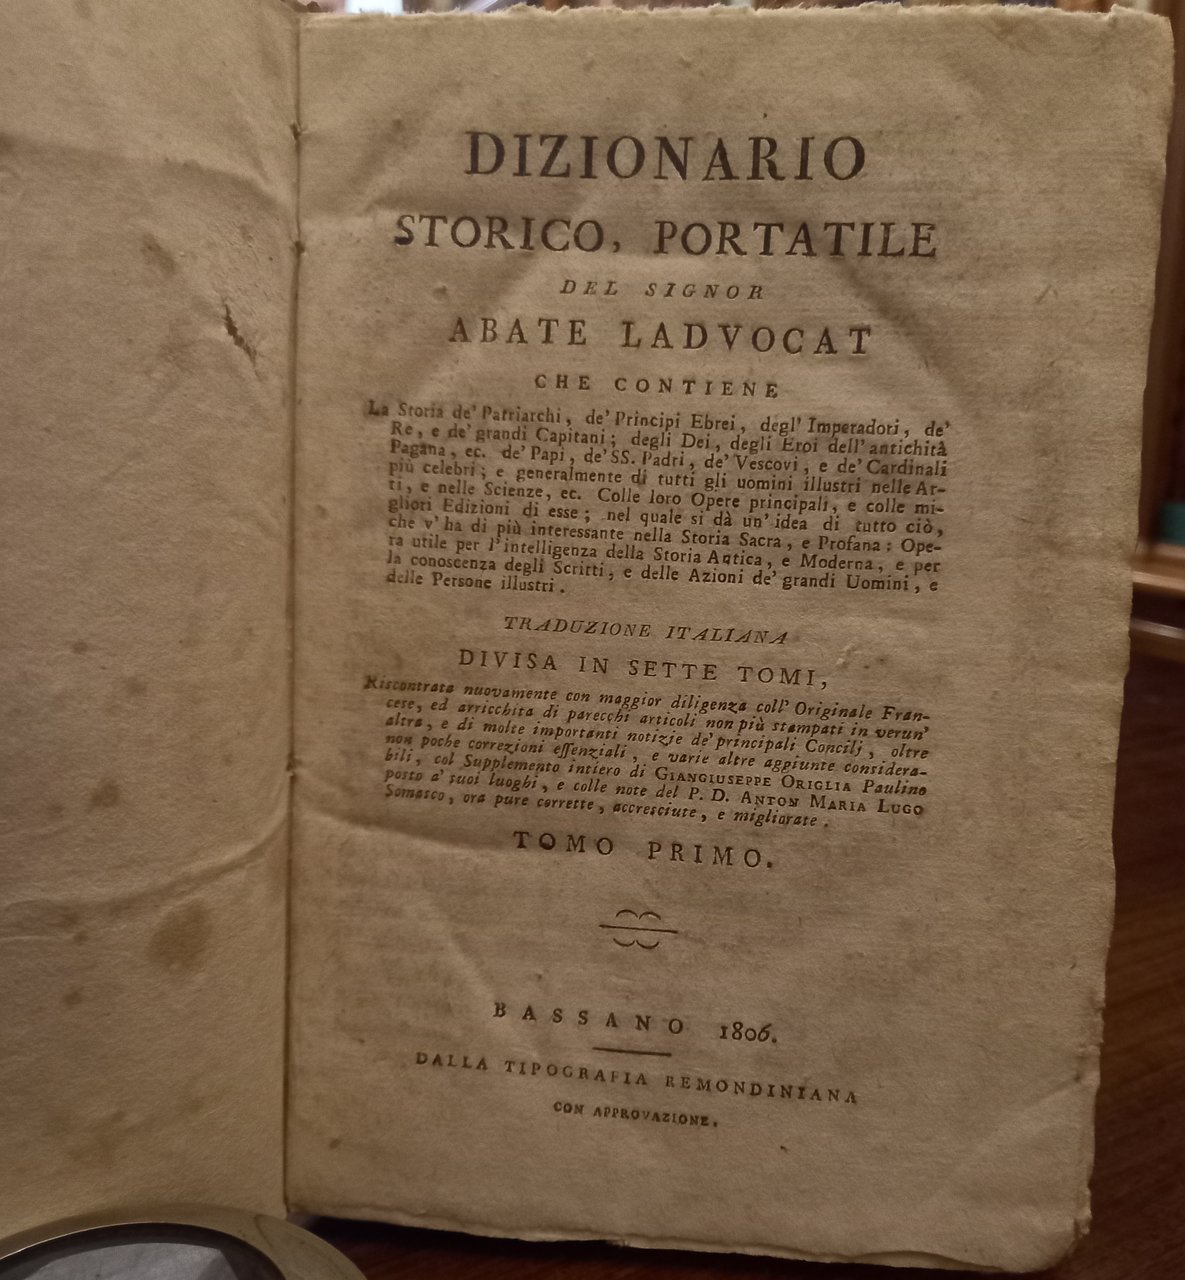 DIZIONARIO
STORICO, PORTATILE
DEL SIGNOR
ABATE LADVOCAT
CHE CONTIENE
La Storia de' Patriarchi, de' Principi Ebrei, degl' Imperadori, de'
Re, e de' grandi Capitani; degli Dei, degli Eroi dell' antichità
Pagana, ec. de' Papi, de' SS. Padri, de' Vescovi, e de' Cardinali
più celebri; e generalmente di tutti gli uomini illustri nelle Ar-
ti, e nelle Scienze, ec. Colle loro Opere principali, e colle mi-
gliori Edizioni di esse; nel quale si dà un' idea di tutto ciò,
che v' ha di più interessante nella Storia Sacra, e Profana: Ope-
ra utile per l' intelligenza della Storia Antica, e Moderna, e per
la conoscenza degli Scritti, e delle Azioni de' grandi Uomini, e
delle Persone illustri.
TRADUZIONE ITALIANA
DIVISA IN SETTE TOMI,
Riscontrata nuovamente con maggior diligenza coll' Originale Fran-
cese, ed arricchita di parecchi articoli non più stampati in verun'
altra, e di molte importanti notizie de' principali Concilj, oltre
non poche correzioni essenziali, e varie altre aggiunte considera-
bili, col Supplemento intiero di GIANGIUSEPPE ORIGLIA Paulino
posto a' suoi luoghi, e colle note del P. D. ANTON MARIA LUGO
Somasco, ora pure corrette, accresciute, e migliorate.
TOMO PRIMO.
BASSANO 1806.
DALLA TIPOGRAFIA REMONDINIANA
CON APPROVAZIONE.